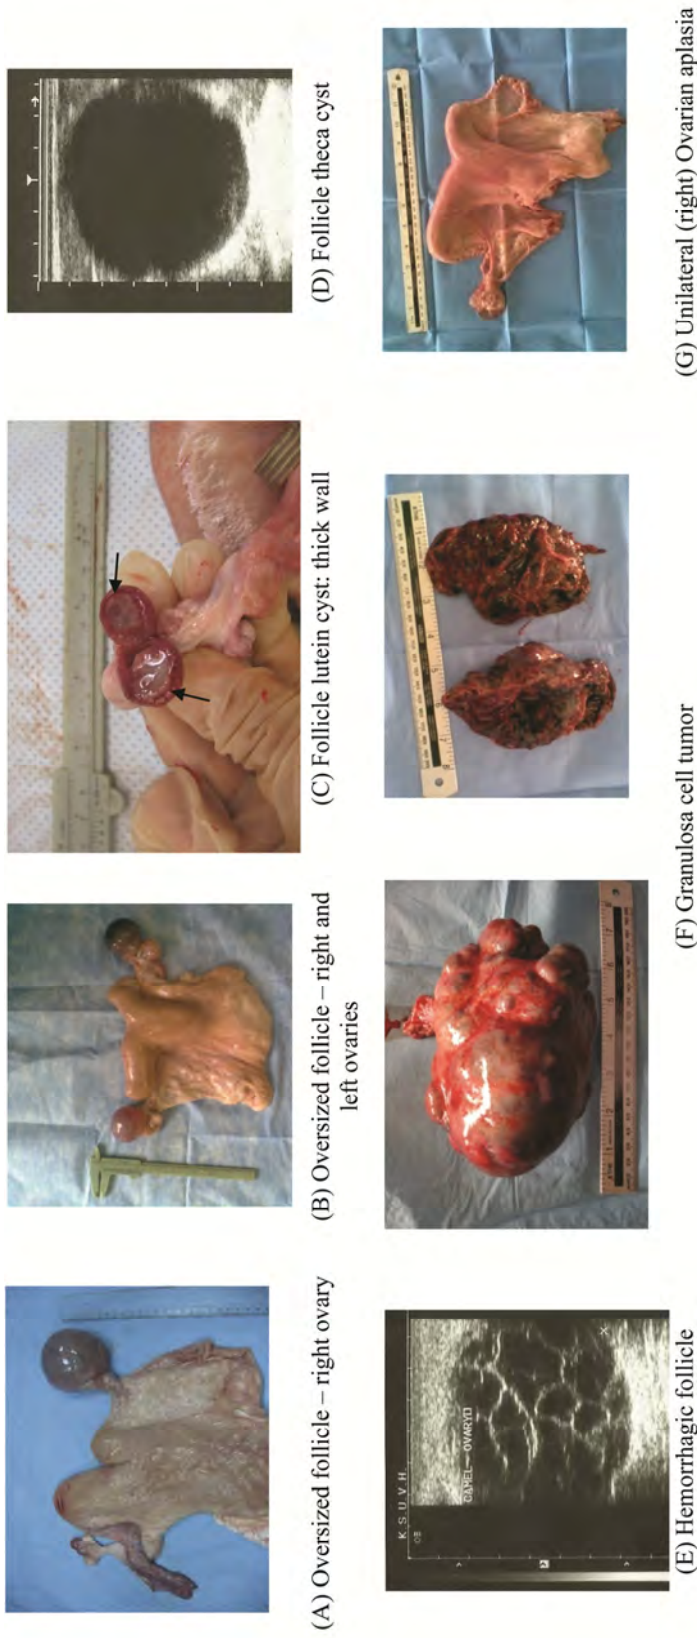 (A) Oversized follicle – right ovary
(B) Oversized follicle – right and
left ovaries
(C) Follicle lutein cyst: thick wall
(D) Follicle theca cyst
K S U V H
CAMEL – OVARY
(E) Hemorrhagic follicle
(F) Granulosa cell tumor
(G) Unilateral (right) Ovarian aplasia